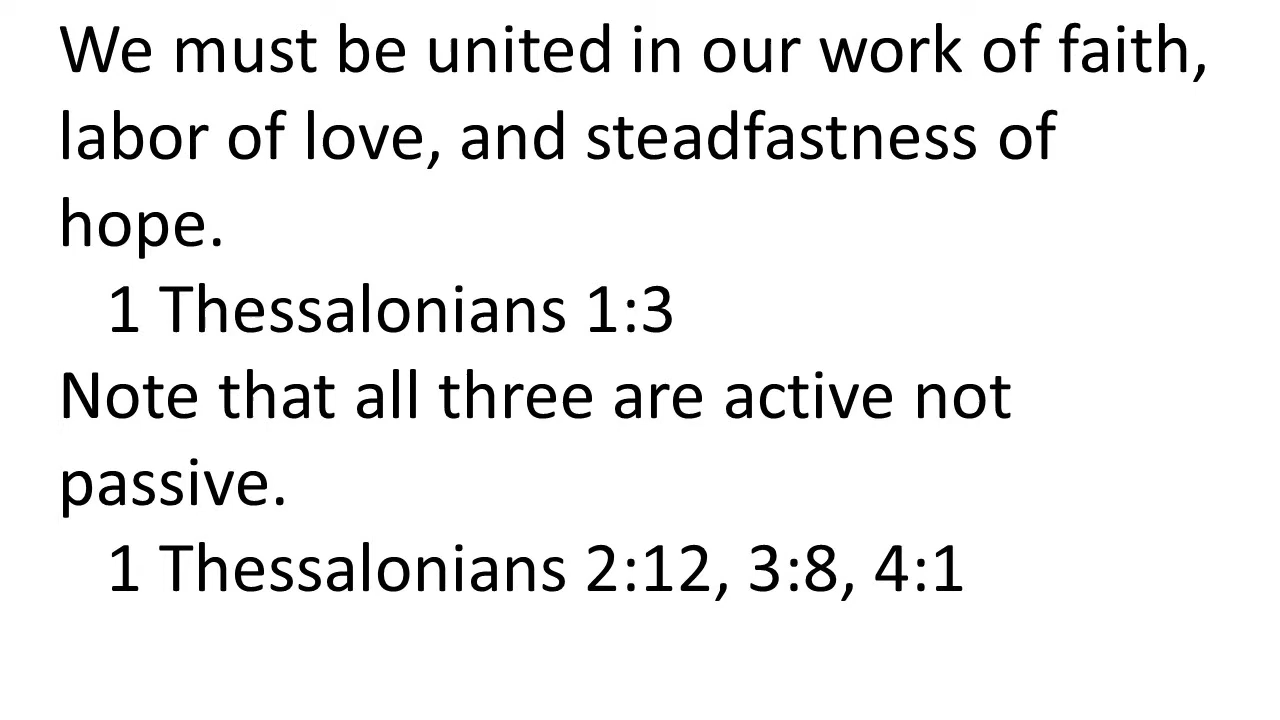 We must be united in our work of faith,
labor of love, and steadfastness of
hope.
1 Thessalonians 1:3
Note that all three are active not
passive.
1 Thessalonians 2:12, 3:8, 4:1